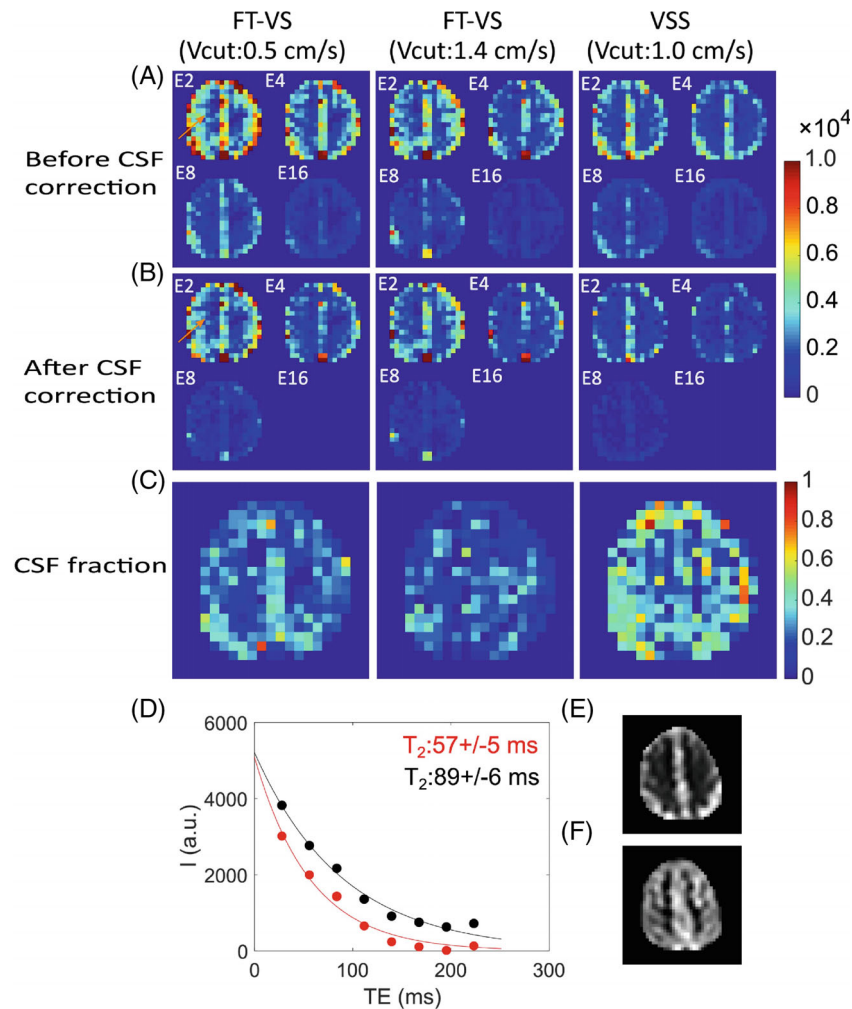 FT-VS FT-VS VSS
(Vcut:0.5 cm/s) (Vcut:1.4 cm/s) (Vcut:1.0 cm/s)
(A)
E2 E4 E2 E4 E2 E4
Before CSF
correction
E8 E16 E8 E16 E8 E16
×10⁴
1.0
0.8
0.6
0.4
0.2
0
(B)
E2 E4 E2 E4 E2 E4
After CSF
correction
E8 E16 E8 E16 E8 E16
(C)
CSF fraction
1
0.8
0.6
0.4
0.2
0
(D)
6000
4000
2000
0
I (a.u.)
T₂:57+/-5 ms
T₂:89+/-6 ms
0 100 200 300
TE (ms)
(E)
(F)